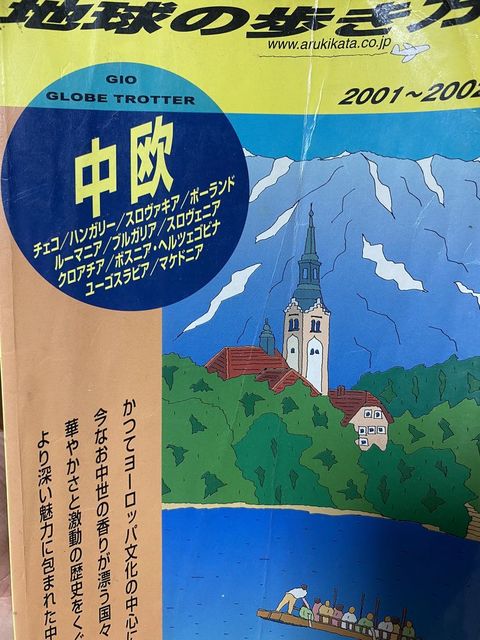 地球の歩き方
www.arukikata.co.jp
GIO
GLOBE TROTTER
2001~2002
中欧
チェコ/ハンガリー/スロヴァキア/ポーランド
ルーマニア/ブルガリア/スロヴェニア
クロアチア/ボスニア・ヘルツェゴビナ
ユーゴスラビア/マケドニア
かつてヨーロッパ文化の中心に
今なお中世の香りが漂う国々
華やかさと激動の歴史をくぐ
より深い魅力に包まれた中